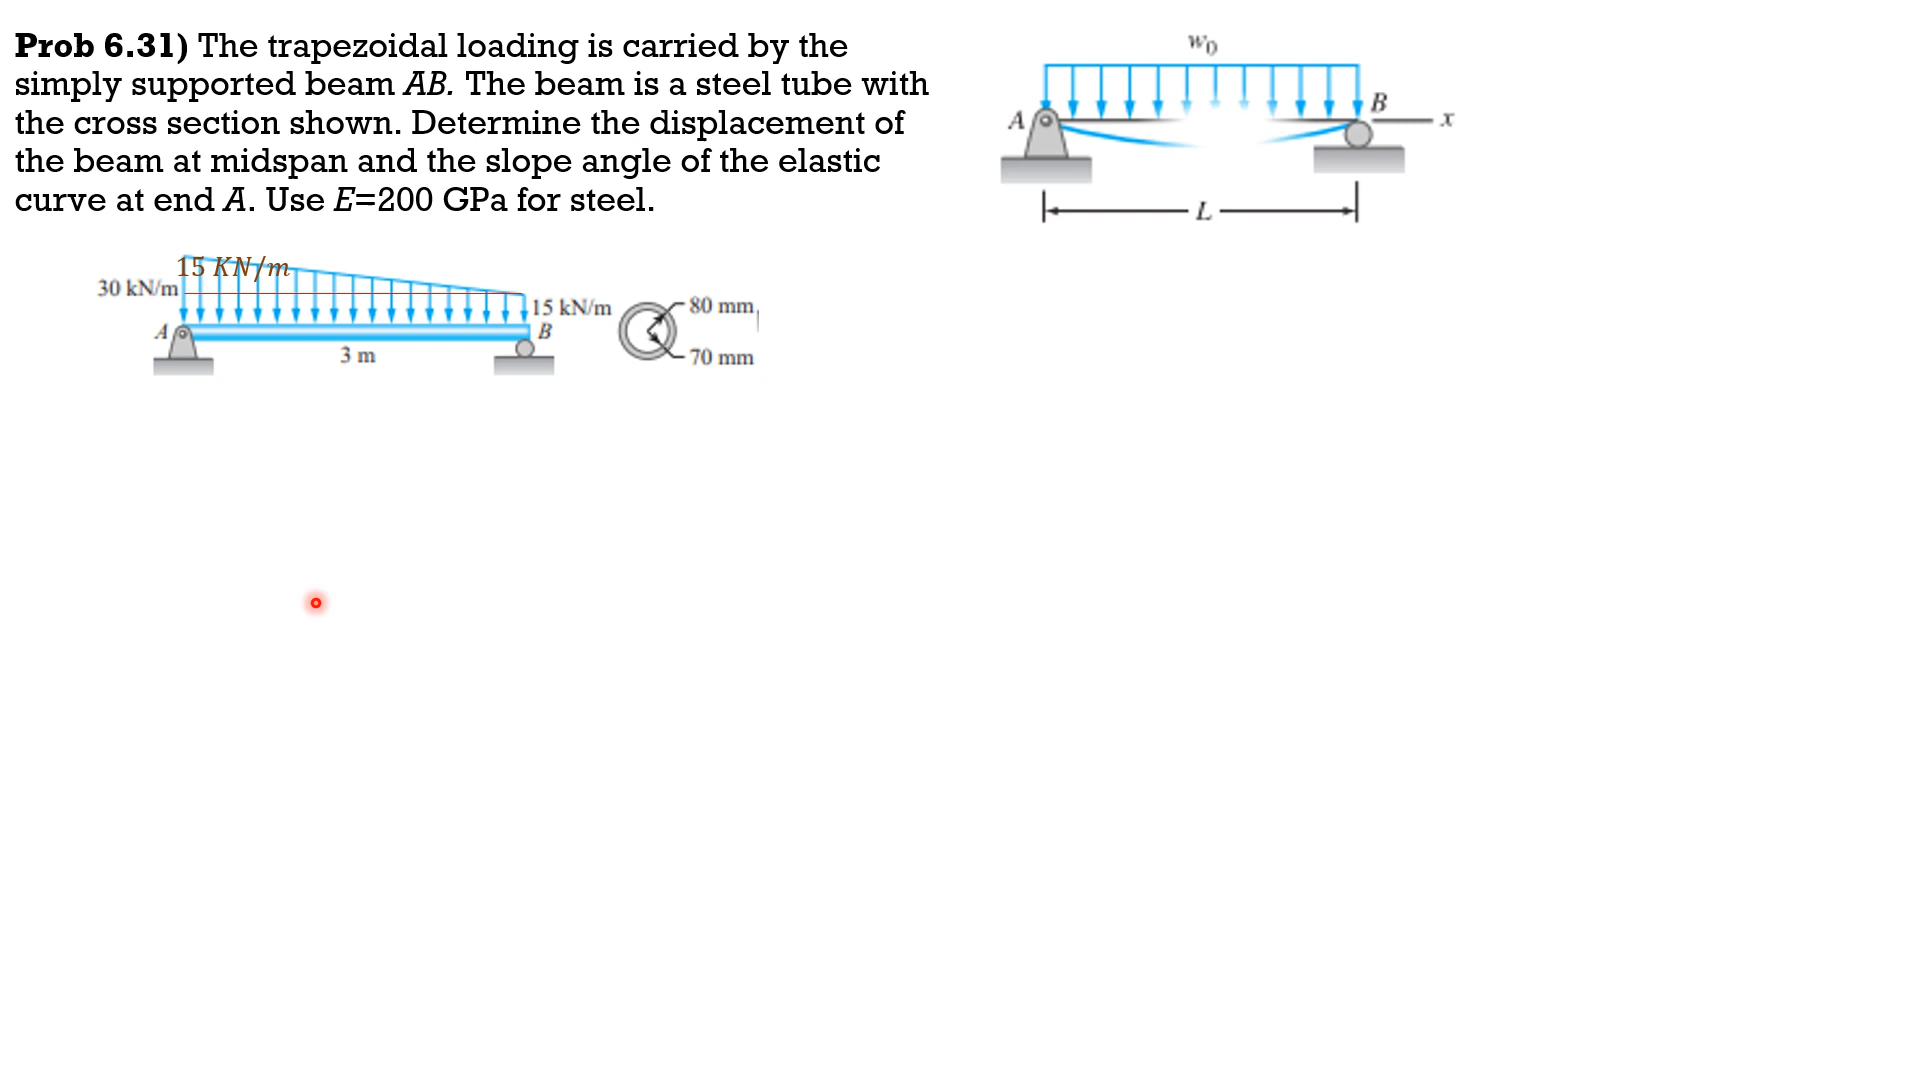 Prob 6.31) The trapezoidal loading is carried by the
simply supported beam AB. The beam is a steel tube with
the cross section shown. Determine the displacement of
the beam at midspan and the slope angle of the elastic
curve at end A. Use E=200 GPa for steel.
w0
A
B
x
L
15 KN/m
30 kN/m
15 kN/m
A
B
3 m
80 mm
70 mm